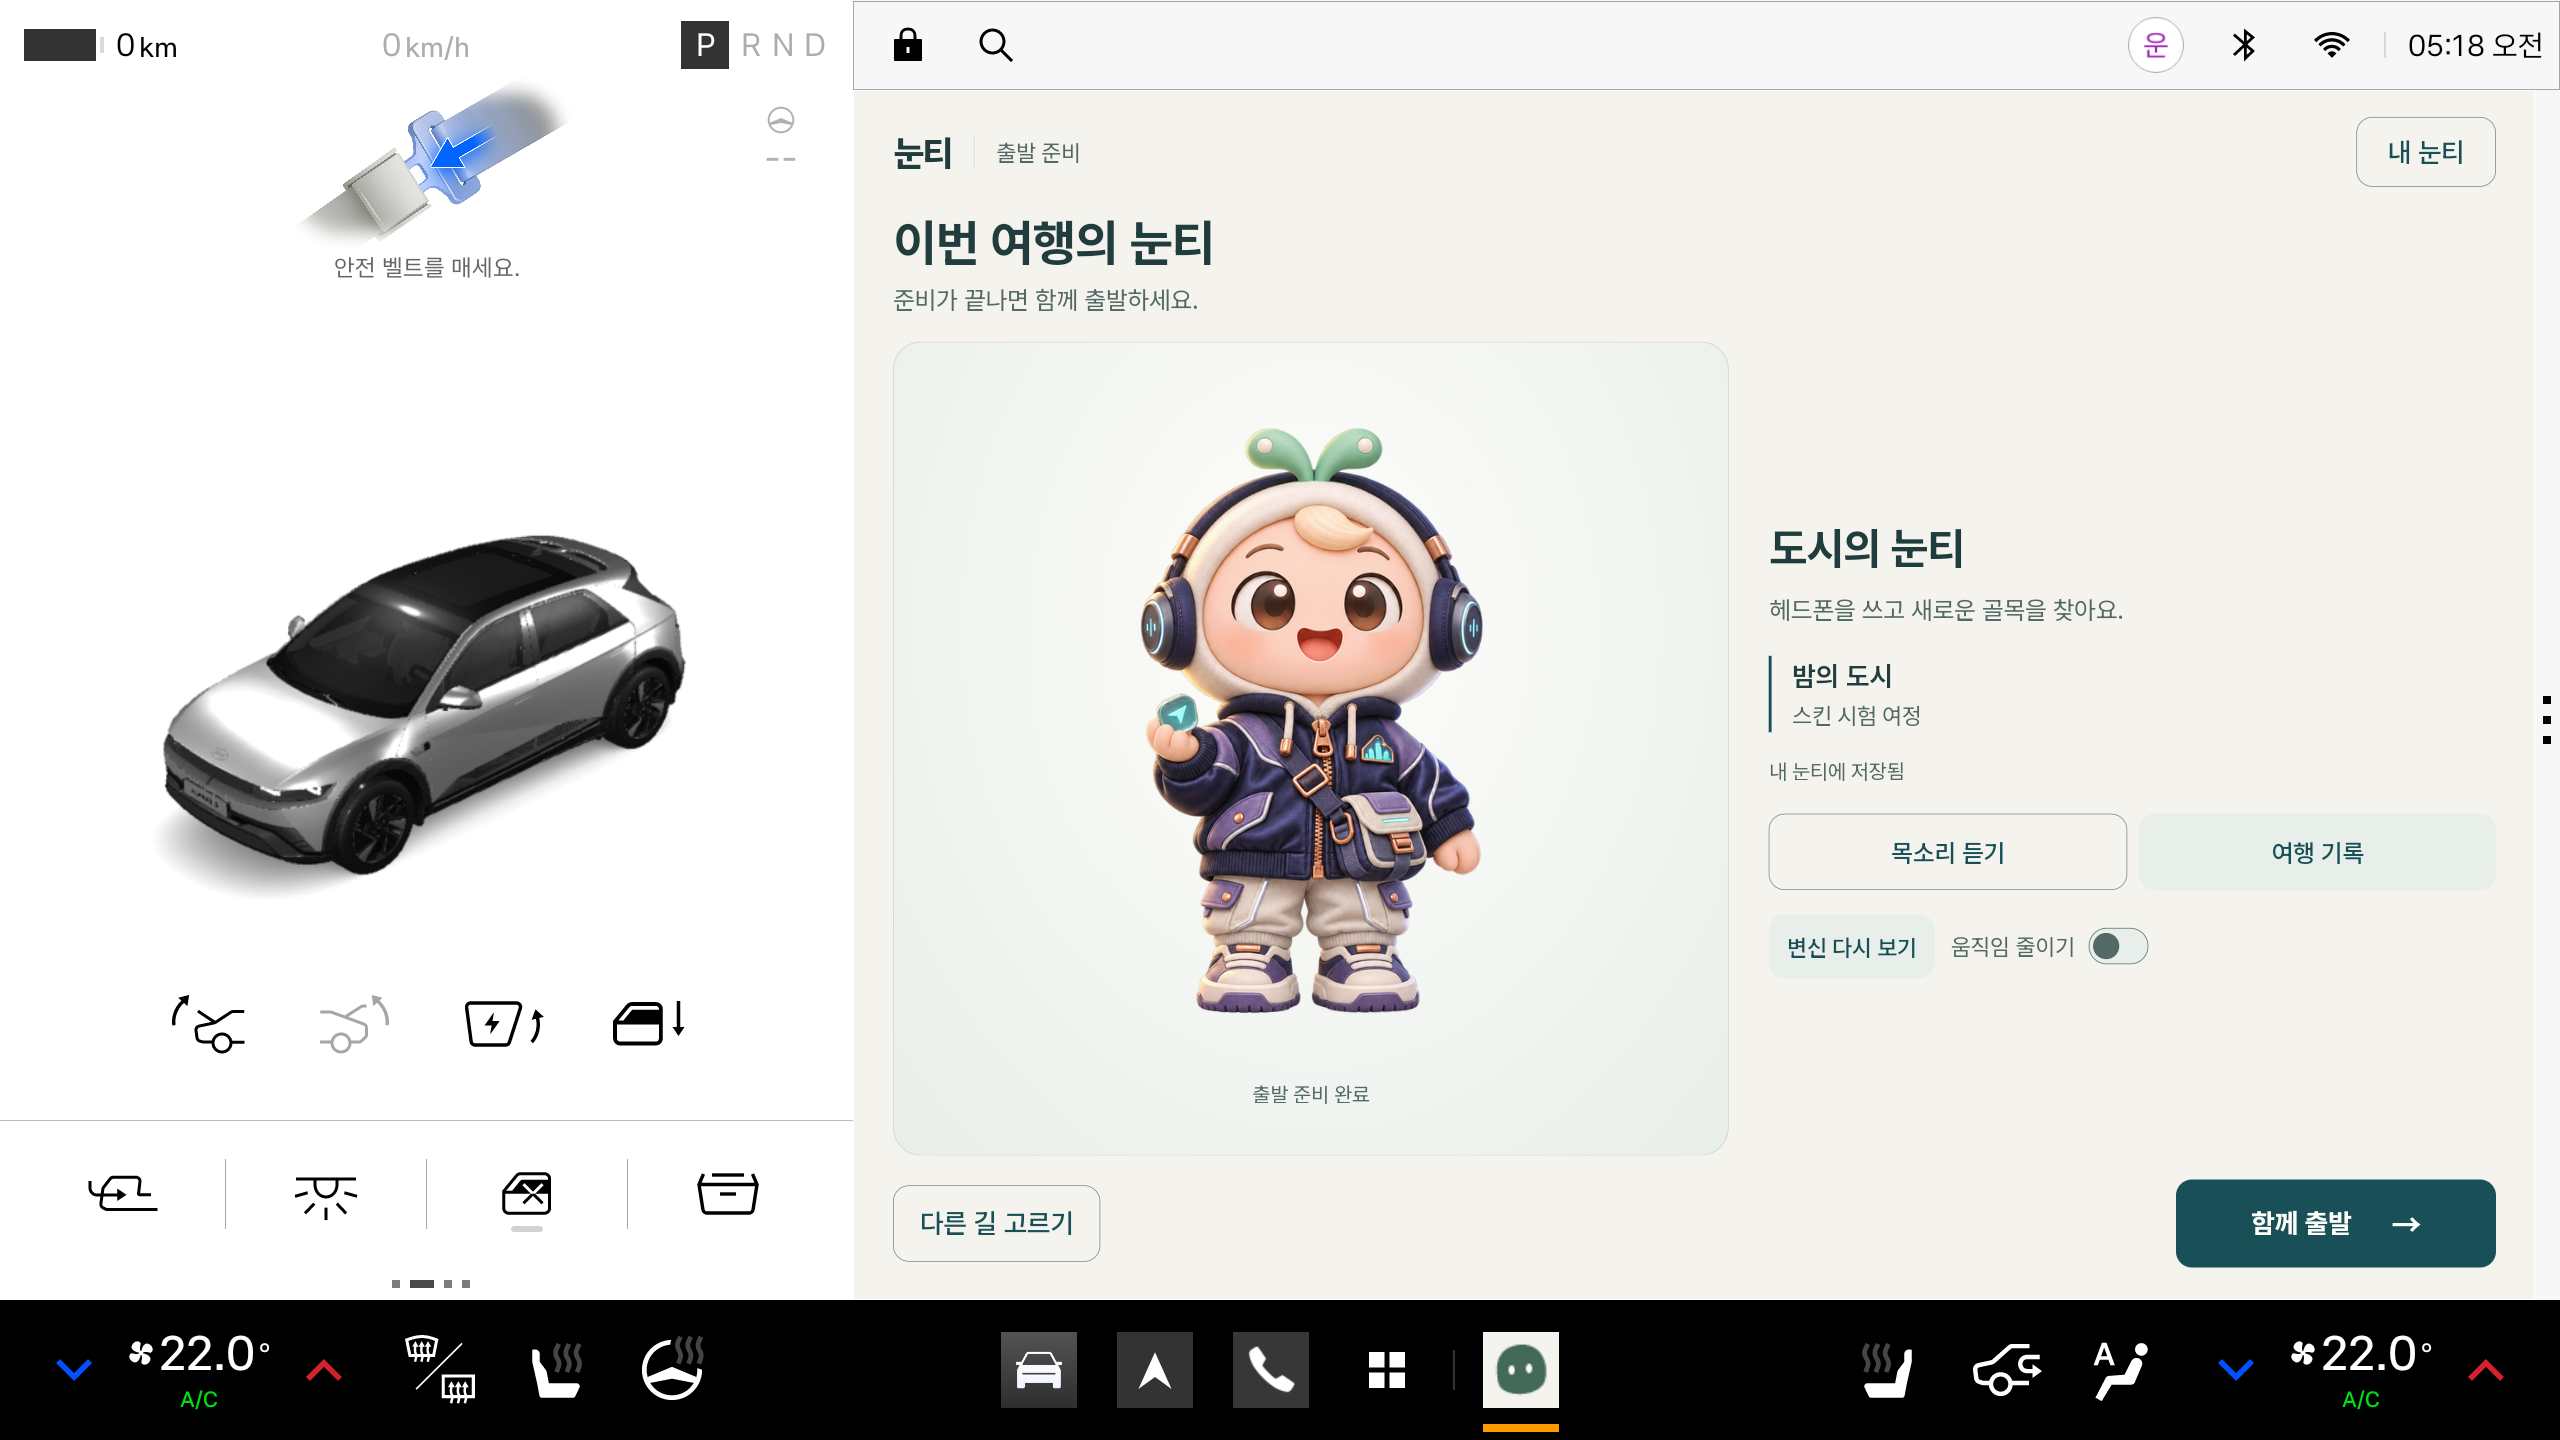 0 km
0 km/h
P R N D
운
05:18 오전
안전 벨트를 매세요.
눈티
출발 준비
내 눈티
이번 여행의 눈티
준비가 끝나면 함께 출발하세요.
출발 준비 완료
도시의 눈티
헤드폰을 쓰고 새로운 골목을 찾아요.
밤의 도시
스킨 시험 여정
내 눈티에 저장됨
목소리 듣기
여행 기록
변신 다시 보기
움직임 줄이기
다른 길 고르기
함께 출발 →
22.0°
A/C
A
22.0°
A/C